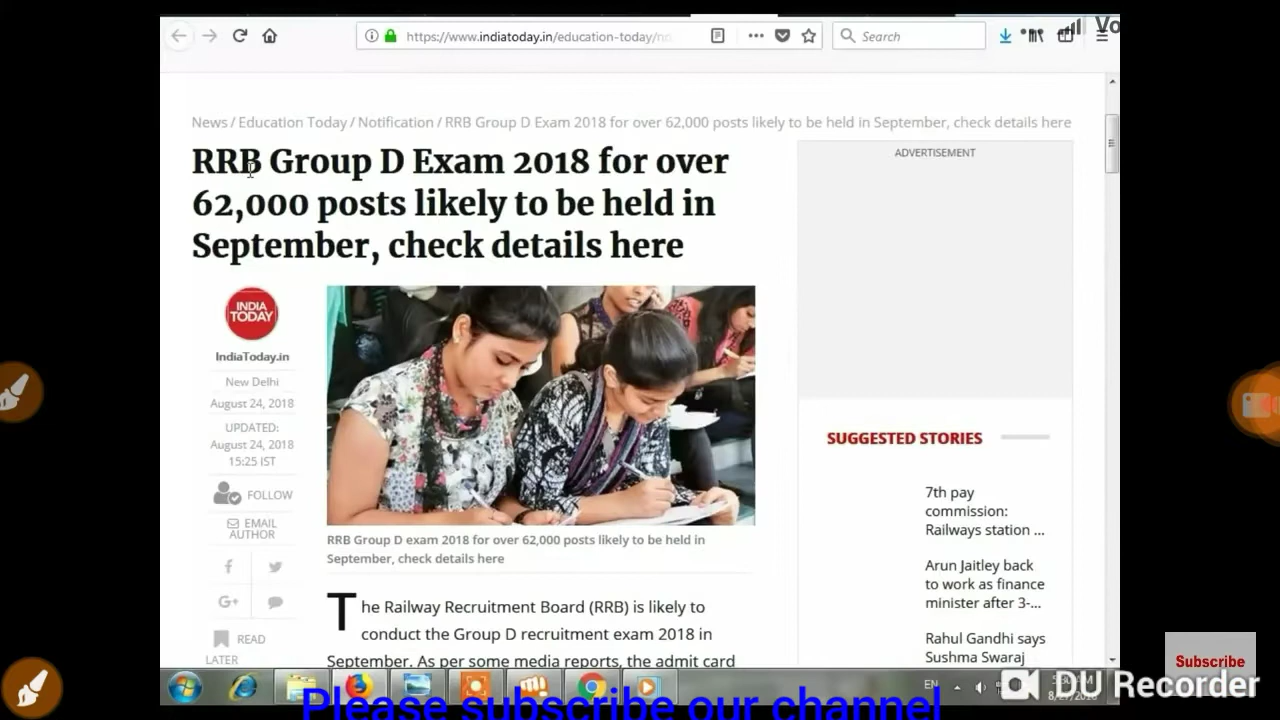 Vo
https://www.indiatoday.in/education-today/n
Search
News / Education Today / Notification / RRB Group D Exam 2018 for over 62,000 posts likely to be held in September, check details here
RRB Group D Exam 2018 for over
62,000 posts likely to be held in
September, check details here
ADVERTISEMENT
INDIA
TODAY
IndiaToday.in
New Delhi
August 24, 2018
UPDATED:
August 24, 2018
15:25 IST
FOLLOW
EMAIL
AUTHOR
G+
READ
LATER
RRB Group D exam 2018 for over 62,000 posts likely to be held in
September, check details here
The Railway Recruitment Board (RRB) is likely to
conduct the Group D recruitment exam 2018 in
September. As per some media reports, the admit card
SUGGESTED STORIES
7th pay
commission:
Railways station ...
Arun Jaitley back
to work as finance
minister after 3-...
Rahul Gandhi says
Sushma Swaraj
Subscribe
EN
DU Recorder
Please subscribe our channel